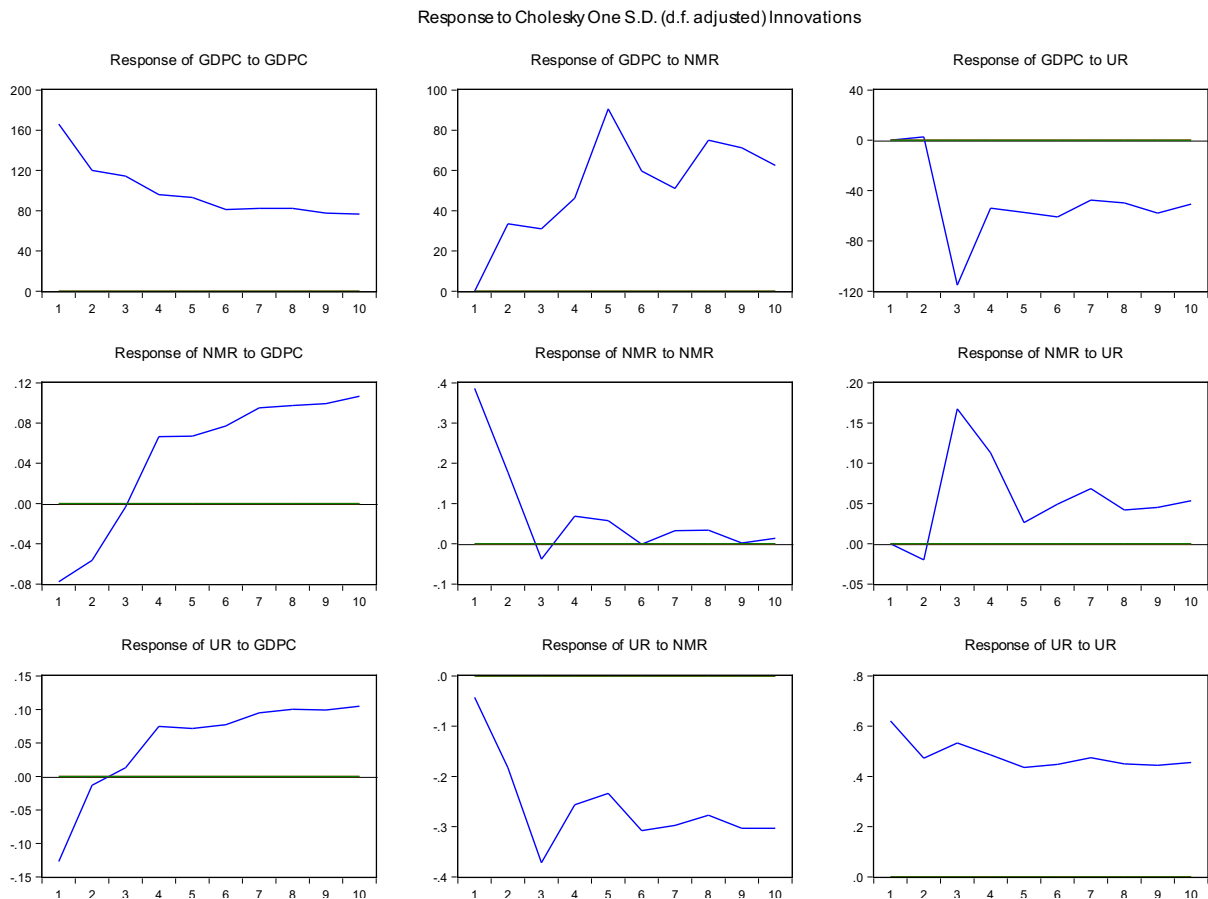 Response to Cholesky One S.D. (d.f. adjusted) Innovations
Response of GDPC to GDPC
200
160
120
80
40
0
1 2 3 4 5 6 7 8 9 10
Response of GDPC to NMR
100
80
60
40
20
0
1 2 3 4 5 6 7 8 9 10
Response of GDPC to UR
40
0
-40
-80
-120
1 2 3 4 5 6 7 8 9 10
Response of NMR to GDPC
.12
.08
.04
.00
-.04
-.08
1 2 3 4 5 6 7 8 9 10
Response of NMR to NMR
.4
.3
.2
.1
.0
-.1
1 2 3 4 5 6 7 8 9 10
Response of NMR to UR
.20
.15
.10
.05
.00
-.05
1 2 3 4 5 6 7 8 9 10
Response of UR to GDPC
.15
.10
.05
.00
-.05
-.10
-.15
1 2 3 4 5 6 7 8 9 10
Response of UR to NMR
.0
-.1
-.2
-.3
-.4
1 2 3 4 5 6 7 8 9 10
Response of UR to UR
.8
.6
.4
.2
.0
1 2 3 4 5 6 7 8 9 10